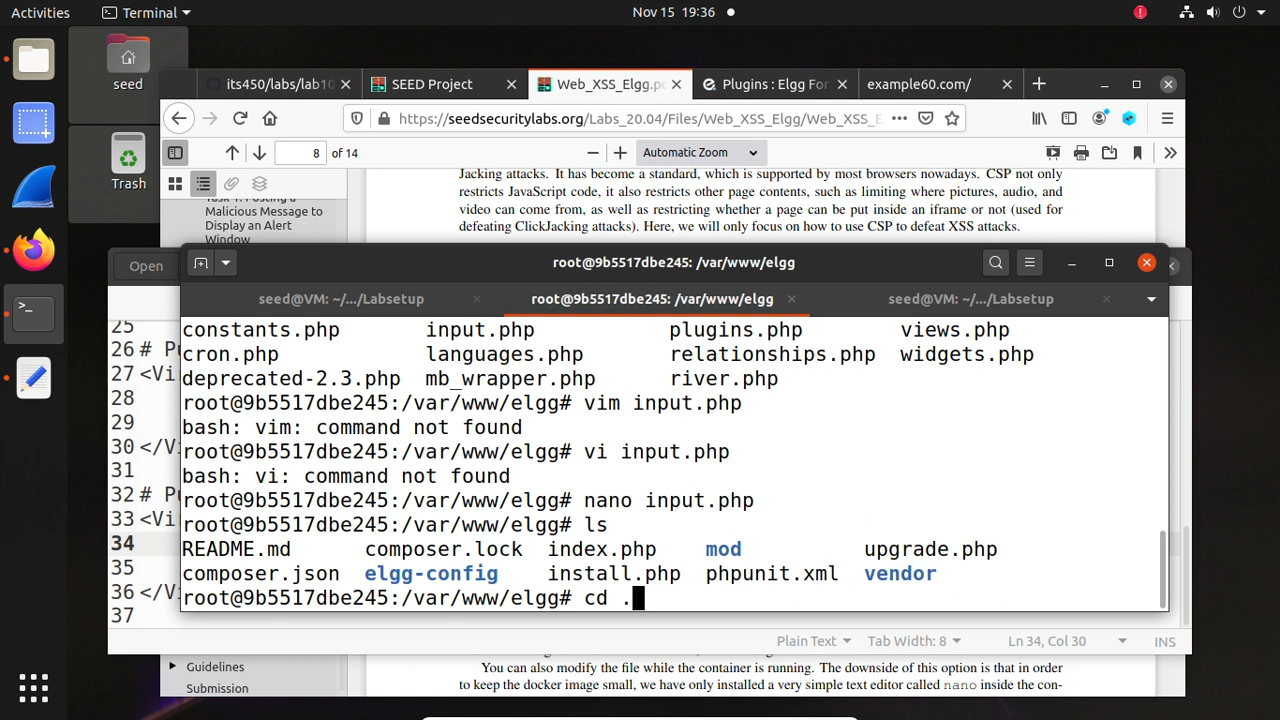 Activities
Terminal
Nov 15 19:36
seed
Trash
its450/labs/lab10
SEED Project
Web_XSS_Elgg.pc
Plugins : Elgg For
example60.com/
https://seedsecuritylabs.org/Labs_20.04/Files/Web_XSS_Elgg/Web_XSS_E
8 of 14
Automatic Zoom
Malicious Message to
Display an Alert
Window
Jacking attacks. It has become a standard, which is supported by most browsers nowadays. CSP not only
restricts JavaScript code, it also restricts other page contents, such as limiting where pictures, audio, and
video can come from, as well as restricting whether a page can be put inside an iframe or not (used for
defeating ClickJacking attacks). Here, we will only focus on how to use CSP to defeat XSS attacks.
Open
root@9b5517dbe245: /var/www/elgg
seed@VM: ~/.../Labsetup
root@9b5517dbe245: /var/www/elgg
seed@VM: ~/.../Labsetup
25
26 # Pu
27 <Vi
28
29
30 </Vi
31
32 # Pu
33 <Vi
34
35
36 </Vi
37
constants.php input.php plugins.php views.php
cron.php languages.php relationships.php widgets.php
deprecated-2.3.php mb_wrapper.php river.php
root@9b5517dbe245:/var/www/elgg# vim input.php
bash: vim: command not found
root@9b5517dbe245:/var/www/elgg# vi input.php
bash: vi: command not found
root@9b5517dbe245:/var/www/elgg# nano input.php
root@9b5517dbe245:/var/www/elgg# ls
README.md composer.lock index.php mod upgrade.php
composer.json elgg-config install.php phpunit.xml vendor
root@9b5517dbe245:/var/www/elgg# cd .
Plain Text
Tab Width: 8
Ln 34, Col 30
INS
Guidelines
Submission
You can also modify the file while the container is running. The downside of this option is that in order
to keep the docker image small, we have only installed a very simple text editor called nano inside the con-